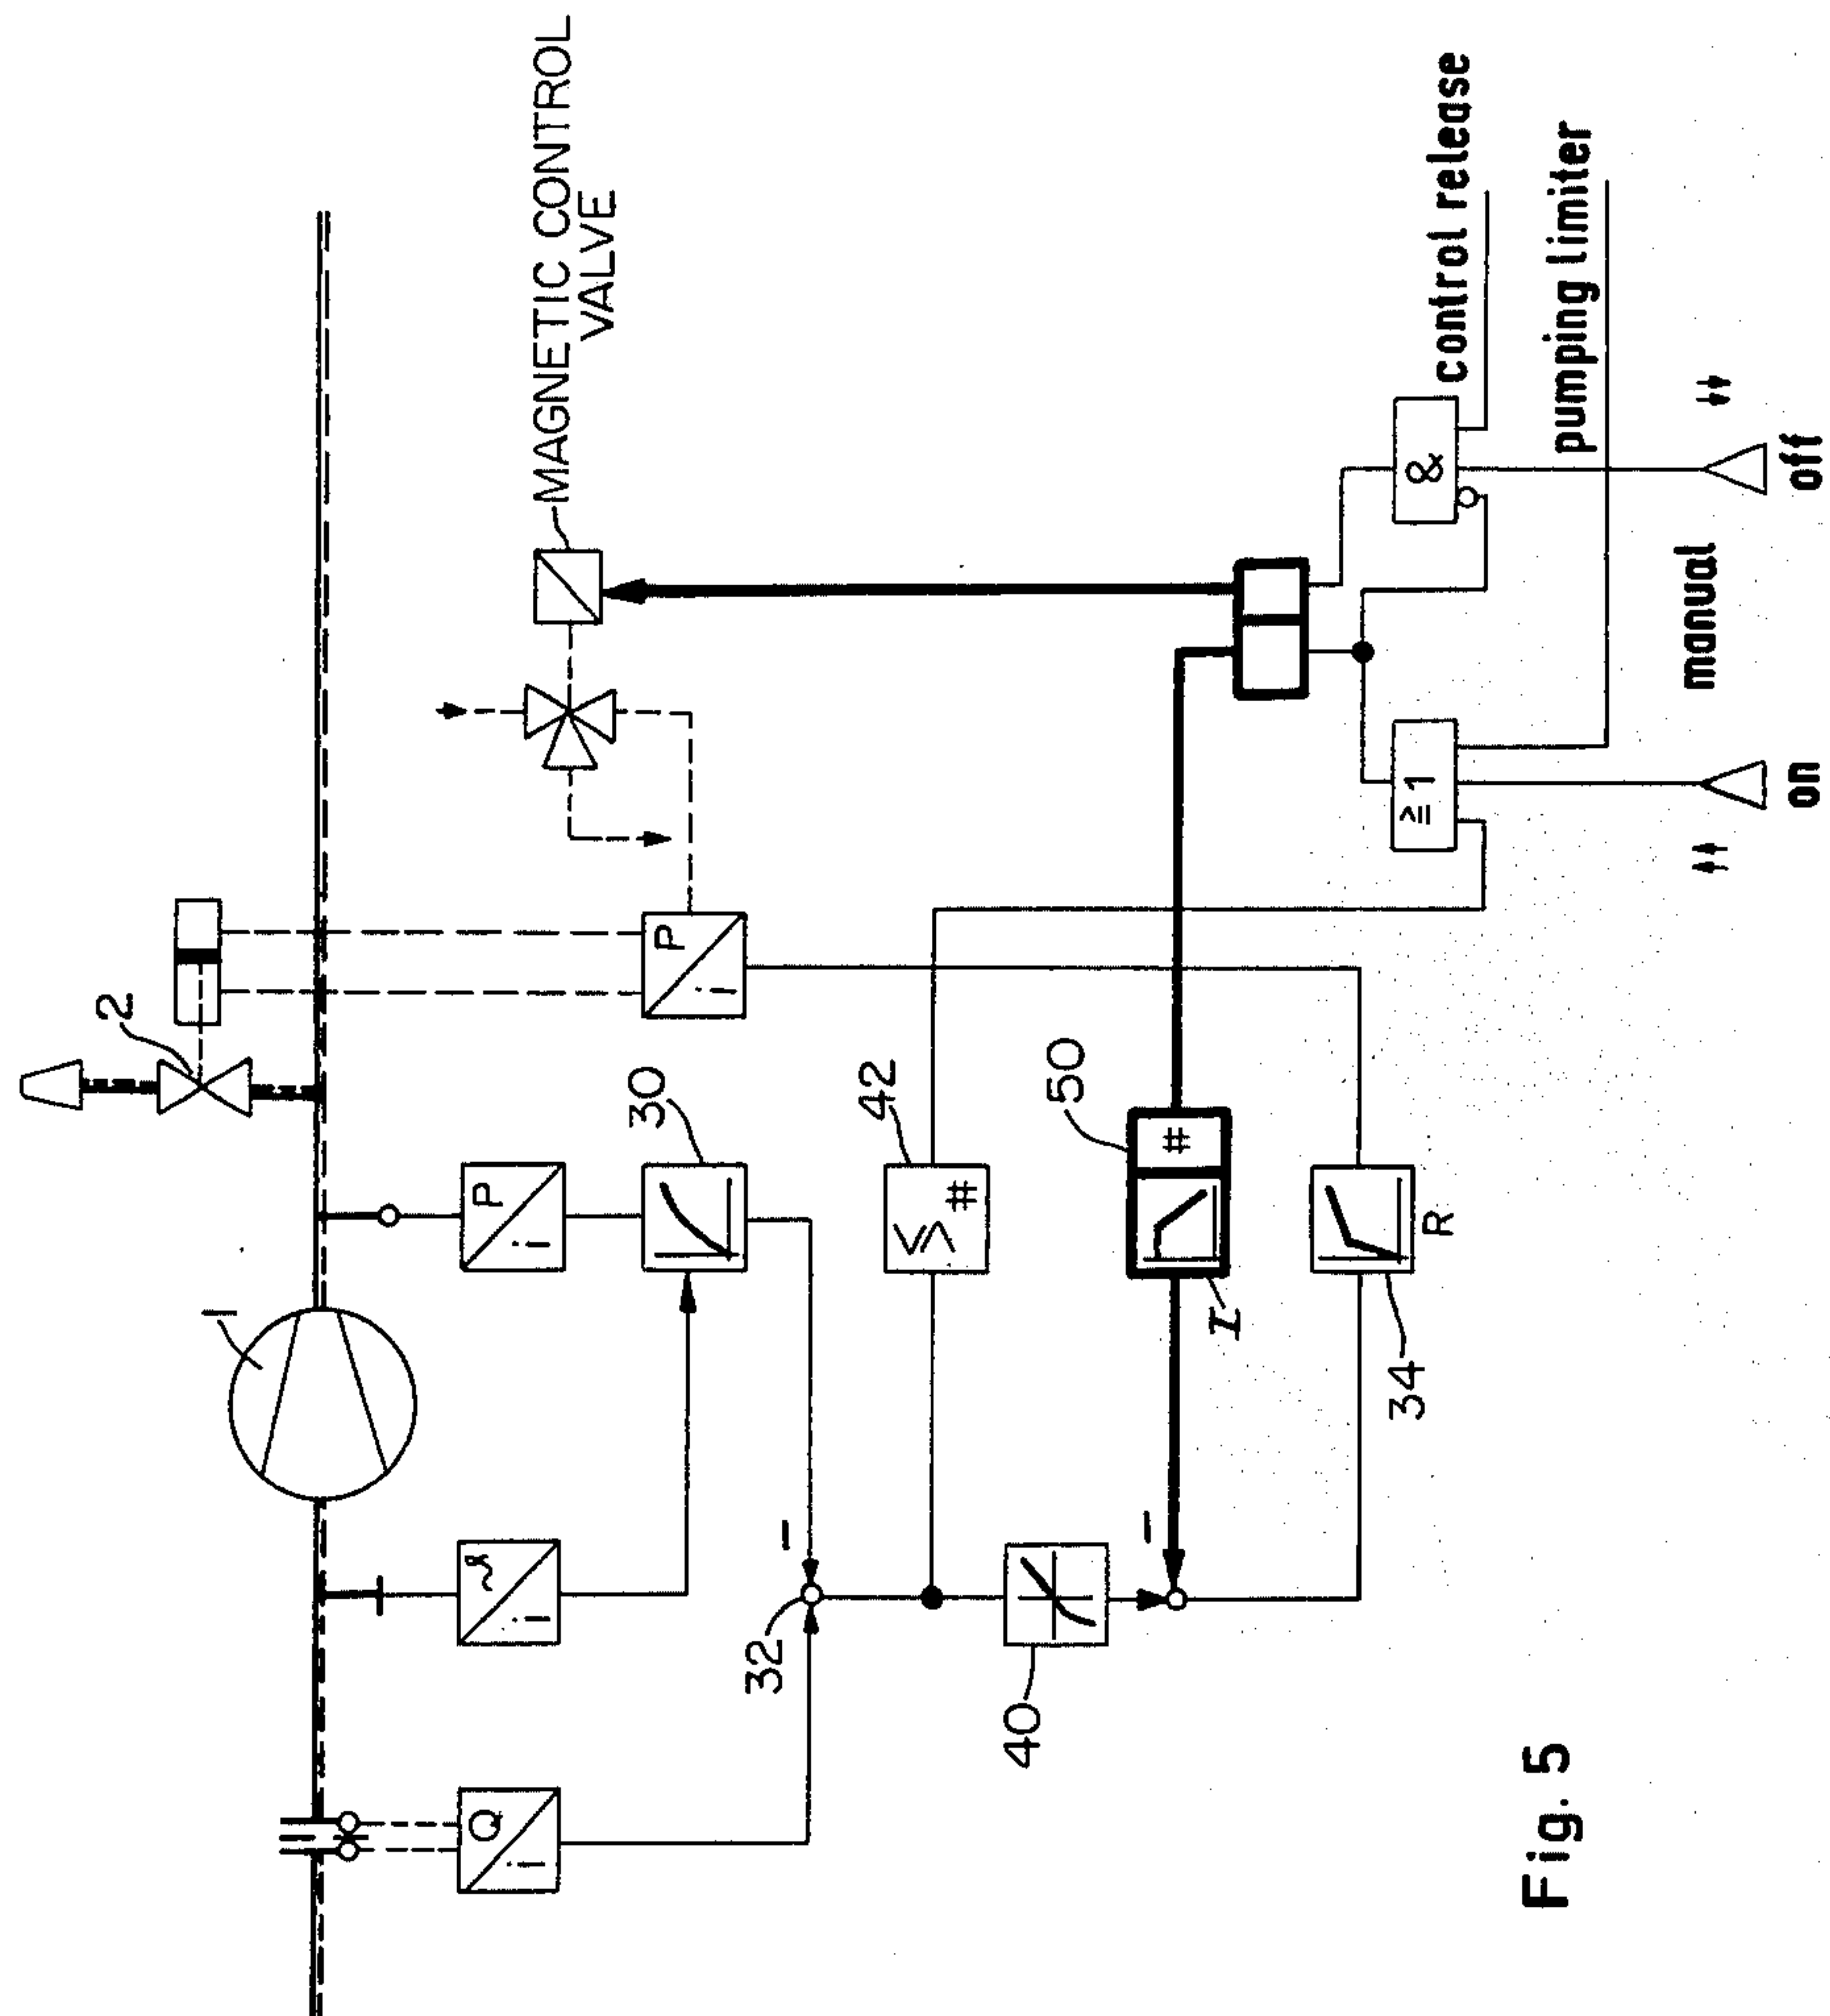 2
1
MAGNETIC CONTROL
VALVE
Q
i
ϑ
i
P
i
30
P
i
32
-
42
≶
#
50
#
I
40
-
34
R
≧1
&
control release
pumping limiter
on
manual
off
Fig. 5